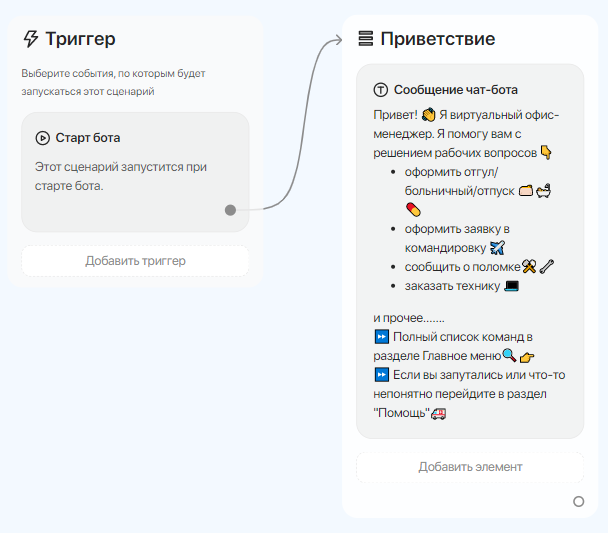 Триггер
Выберите события, по которым будет
запускаться этот сценарий
Старт бота
Этот сценарий запустится при
старте бота.
Добавить триггер
Приветствие
Сообщение чат-бота
Привет! 👏 Я виртуальный офис-
менеджер. Я помогу вам с
решением рабочих вопросов 👇
• оформить отгул/
больничный/отпуск 🗂️ 🛀
💊
• оформить заявку в
командировку ✈️
• сообщить о поломке⚒️ 🔧
• заказать технику 💻
и прочее.......
⏩ Полный список команд в
разделе Главное меню🔍 👉
⏩ Если вы запутались или что-то
непонятно перейдите в раздел
"Помощь"🚑
Добавить элемент